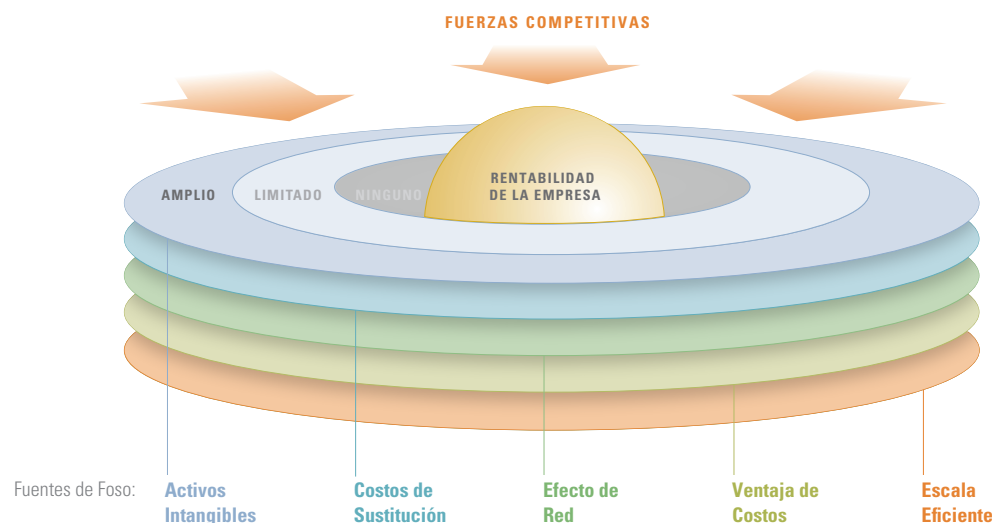 FUERZAS COMPETITIVAS
AMPLIO
LIMITADO
NINGUNO
RENTABILIDAD
DE LA EMPRESA
Fuentes de Foso:
Activos
Intangibles
Costos de
Sustitución
Efecto de
Red
Ventaja de
Costos
Escala
Eficiente